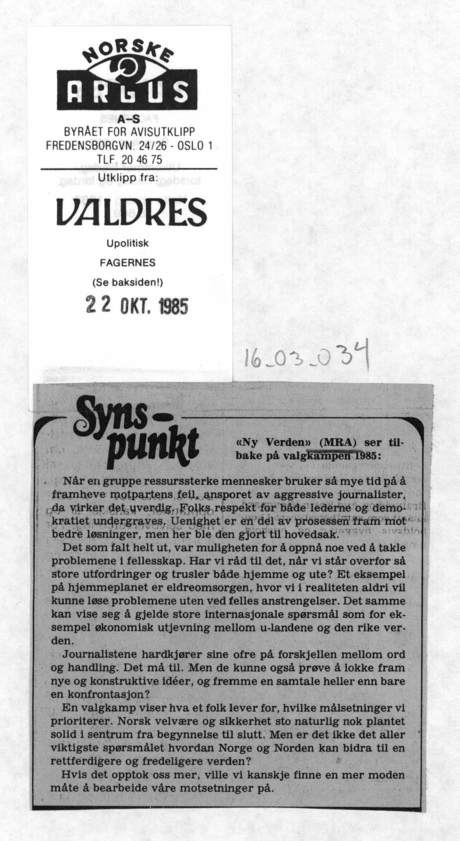 NORSKE
ARGUS
A-S
BYRÅET FOR AVISUTKLIPP
FREDENSBORGVN. 24/26 - OSLO 1
TLF. 20 46 75
Utklipp fra:
VALDRES
Upolitisk
FAGERNES
(Se baksiden!)
22 OKT. 1985
16_03_034
Syns-
punkt
«Ny Verden» (MRA) ser til-
bake på valgkampen 1985:
Når en gruppe ressurssterke mennesker bruker så mye tid på å
framheve motpartens feil, ansporet av aggressive journalister,
da virker det uverdig. Folks respekt for både lederne og demo-
kratiet undergraves. Uenighet er en del av prosessen fram mot
bedre løsninger, men her ble den gjort til hovedsak.
Det som falt helt ut, var muligheten for å oppnå noe ved å takle
problemene i fellesskap. Har vi råd til det, når vi står overfor så
store utfordringer og trusler både hjemme og ute? Et eksempel
på hjemmeplanet er eldreomsorgen, hvor vi i realiteten aldri vil
kunne løse problemene uten ved felles anstrengelser. Det samme
kan vise seg å gjelde store internasjonale spørsmål som for ek-
sempel økonomisk utjevning mellom u-landene og den rike ver-
den.
Journalistene hardkjører sine ofre på forskjellen mellom ord
og handling. Det må til. Men de kunne også prøve å lokke fram
nye og konstruktive idéer, og fremme en samtale heller enn bare
en konfrontasjon?
En valgkamp viser hva et folk lever for, hvilke målsetninger vi
prioriterer. Norsk velvære og sikkerhet sto naturlig nok plantet
solid i sentrum fra begynnelse til slutt. Men er det ikke det aller
viktigste spørsmålet hvordan Norge og Norden kan bidra til en
rettferdigere og fredeligere verden?
Hvis det opptok oss mer, ville vi kanskje finne en mer moden
måte å bearbeide våre motsetninger på.